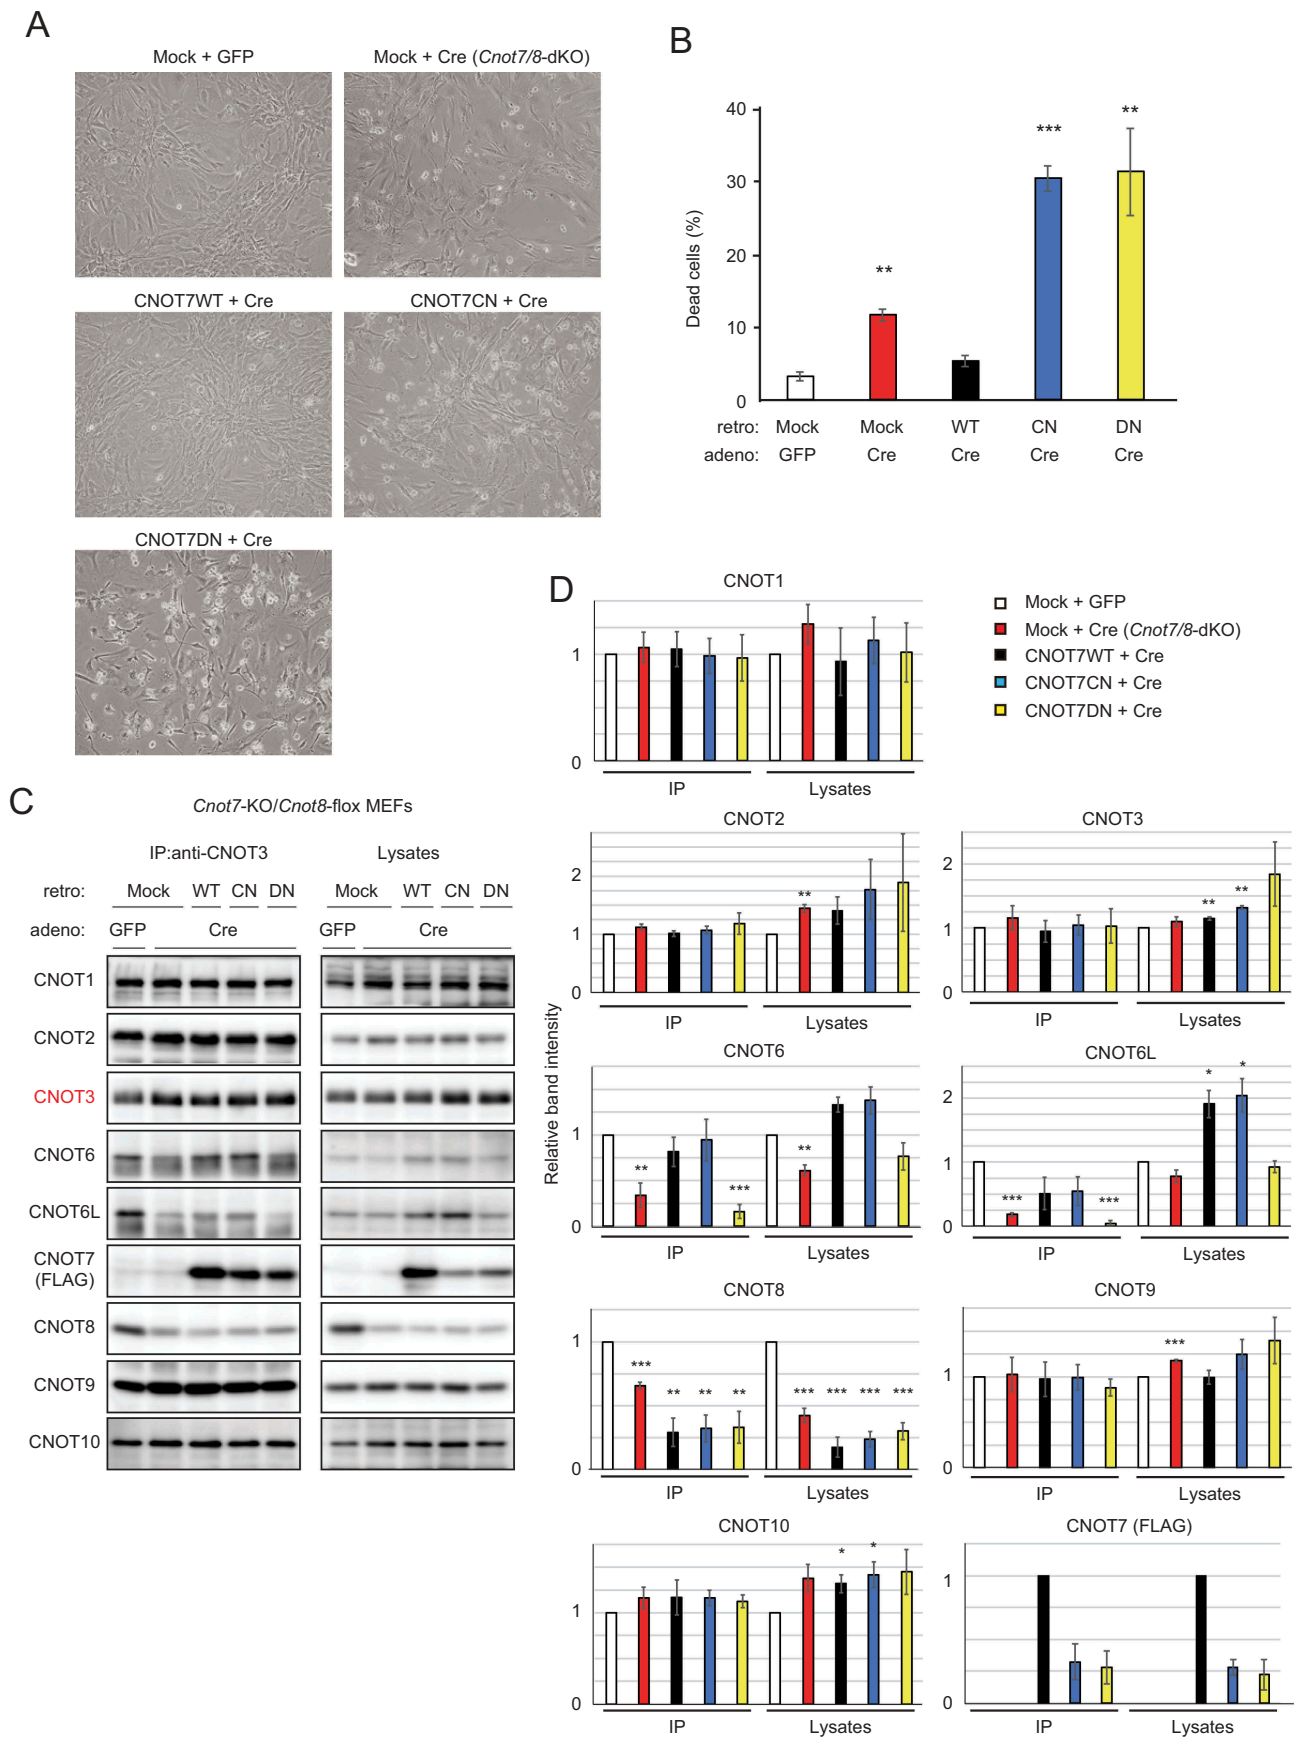 A
Mock + GFP
Mock + Cre (Cnot7/8-dKO)
CNOT7WT + Cre
CNOT7CN + Cre
CNOT7DN + Cre
B
Dead cells (%)
40
30
20
10
0
**
***
**
retro: Mock Mock WT CN DN
adeno: GFP Cre Cre Cre Cre
C
Cnot7-KO/Cnot8-flox MEFs
IP:anti-CNOT3 Lysates
retro: Mock WT CN DN Mock WT CN DN
adeno: GFP Cre GFP Cre
CNOT1
CNOT2
CNOT3
CNOT6
CNOT6L
CNOT7
(FLAG)
CNOT8
CNOT9
CNOT10
D
Mock + GFP
Mock + Cre (Cnot7/8-dKO)
CNOT7WT + Cre
CNOT7CN + Cre
CNOT7DN + Cre
Relative band intensity
CNOT1
1
0
IP Lysates
CNOT2
2
1
0
**
IP Lysates
CNOT3
2
1
0
** **
IP Lysates
CNOT6
1
0
** *** **
IP Lysates
CNOT6L
2
1
0
*** *** * *
IP Lysates
CNOT8
1
0
*** ** ** ** *** *** *** ***
IP Lysates
CNOT9
1
0
***
IP Lysates
CNOT10
1
0
* *
IP Lysates
CNOT7 (FLAG)
1
0
IP Lysates